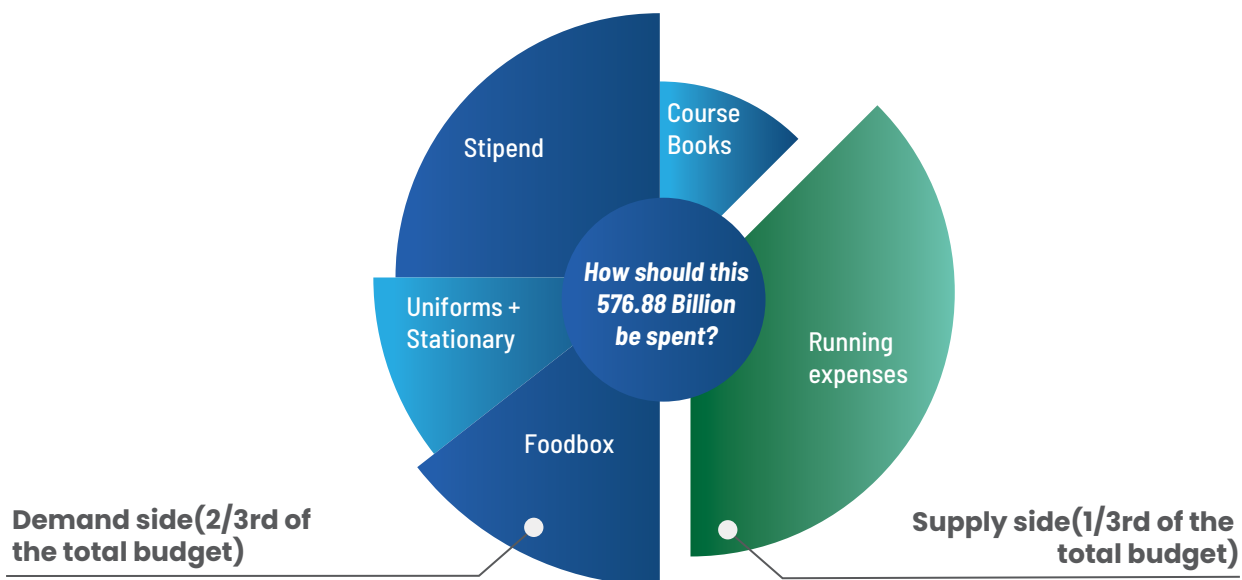 Stipend
Course
Books
Uniforms +
Stationary
How should this
576.88 Billion
be spent?
Running
expenses
Foodbox
Demand side(2/3rd of
the total budget)
Supply side(1/3rd of the
total budget)